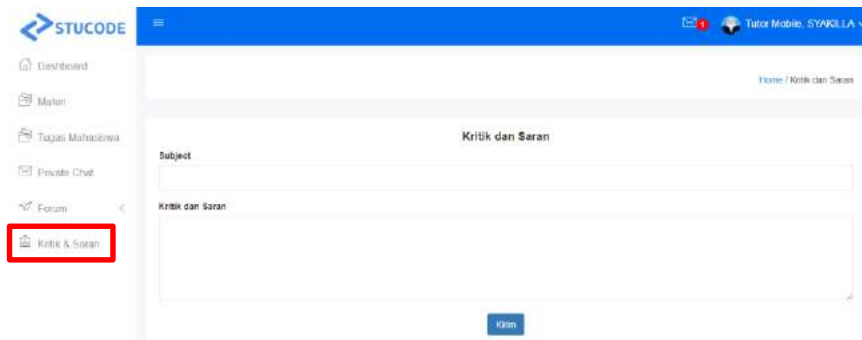 STUCODE
1
Tutor Mobile, SYAKILLA
Dashboard
Home / Kritik dan Saran
Materi
Tugas Mahasiswa
Kritik dan Saran
Subject
Private Chat
Forum
Kritik dan Saran
Kritik & Saran
Kirim